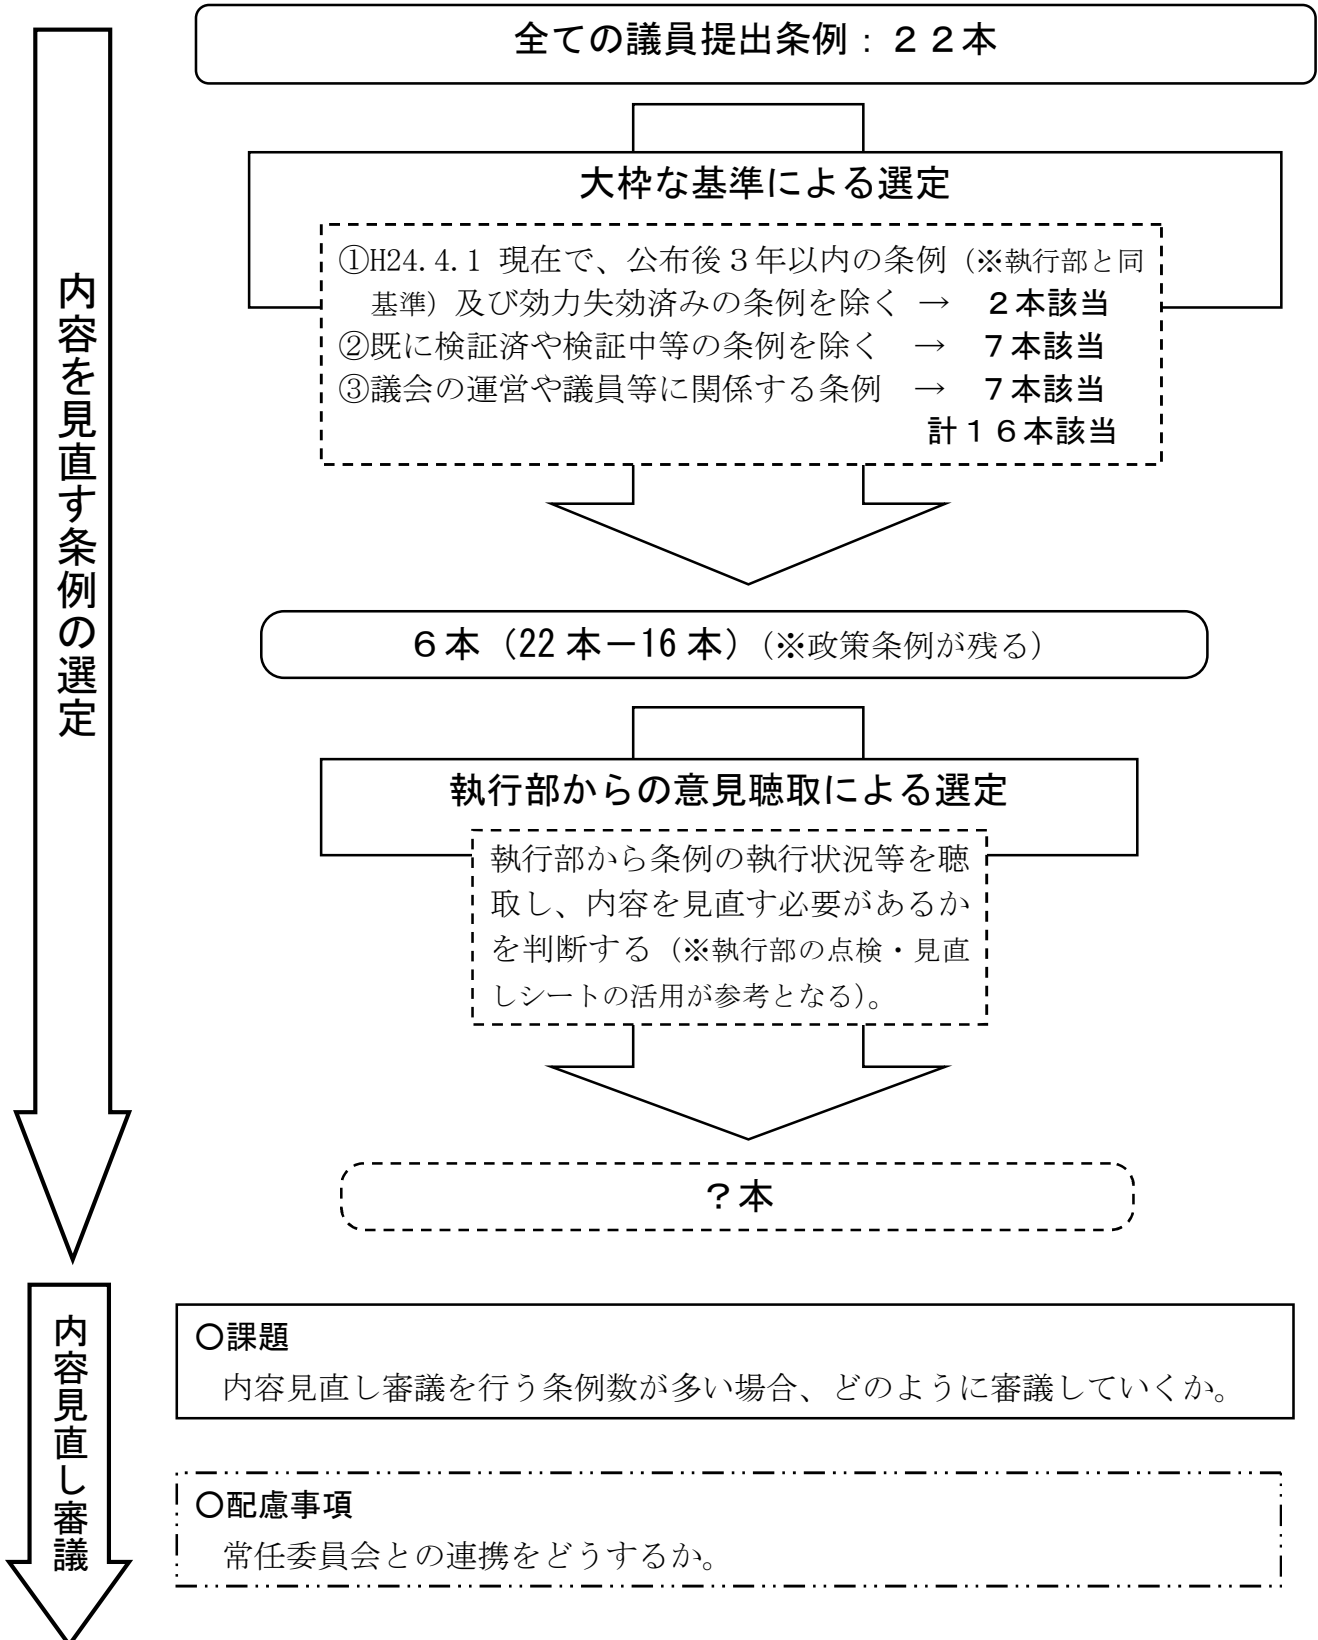 全ての議員提出条例：２２本
大枠な基準による選定
①H24.4.1 現在で、公布後３年以内の条例（※執行部と同
基準）及び効力失効済みの条例を除く → ２本該当
②既に検証済や検証中等の条例を除く → ７本該当
③議会の運営や議員等に関係する条例 → ７本該当
計１６本該当
６本（22 本－16 本）（※政策条例が残る）
執行部からの意見聴取による選定
執行部から条例の執行状況等を聴
取し、内容を見直す必要があるか
を判断する（※執行部の点検・見直
しシートの活用が参考となる）。
？本
内容を見直す条例の選定
〇課題
内容見直し審議を行う条例数が多い場合、どのように審議していくか。
〇配慮事項
常任委員会との連携をどうするか。
内容見直し審議